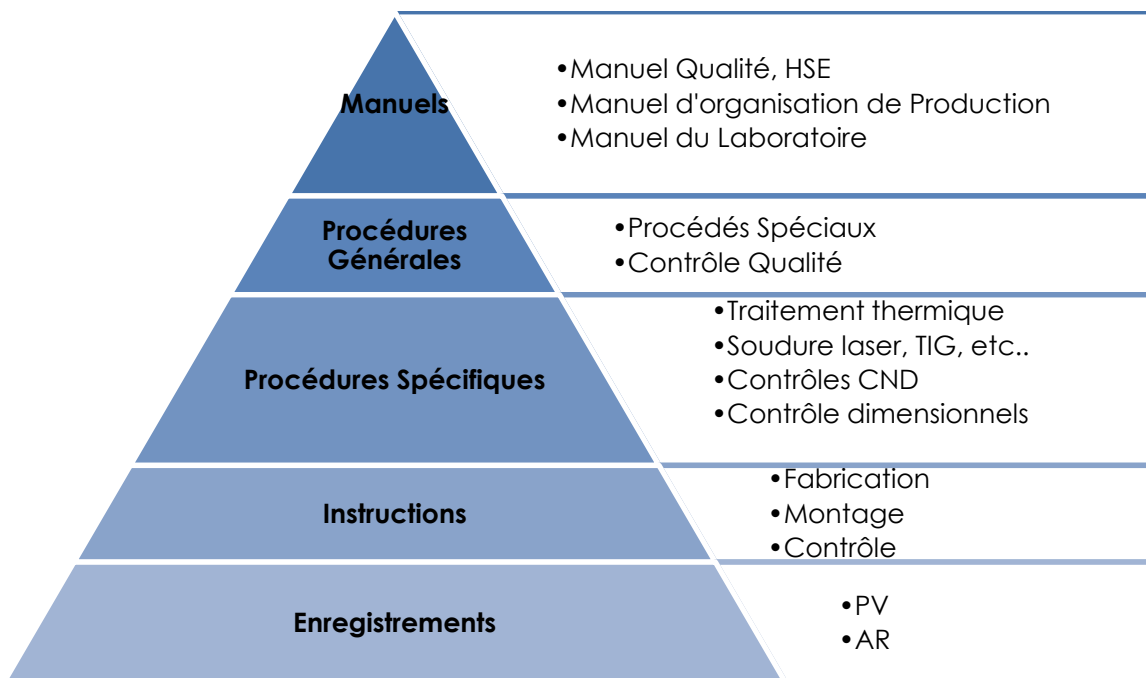 Manuels
•Manuel Qualité, HSE
•Manuel d'organisation de Production
•Manuel du Laboratoire
Procédures
Générales
•Procédés Spéciaux
•Contrôle Qualité
Procédures Spécifiques
•Traitement thermique
•Soudure laser, TIG, etc..
•Contrôles CND
•Contrôle dimensionnels
Instructions
•Fabrication
•Montage
•Contrôle
Enregistrements
•PV
•AR